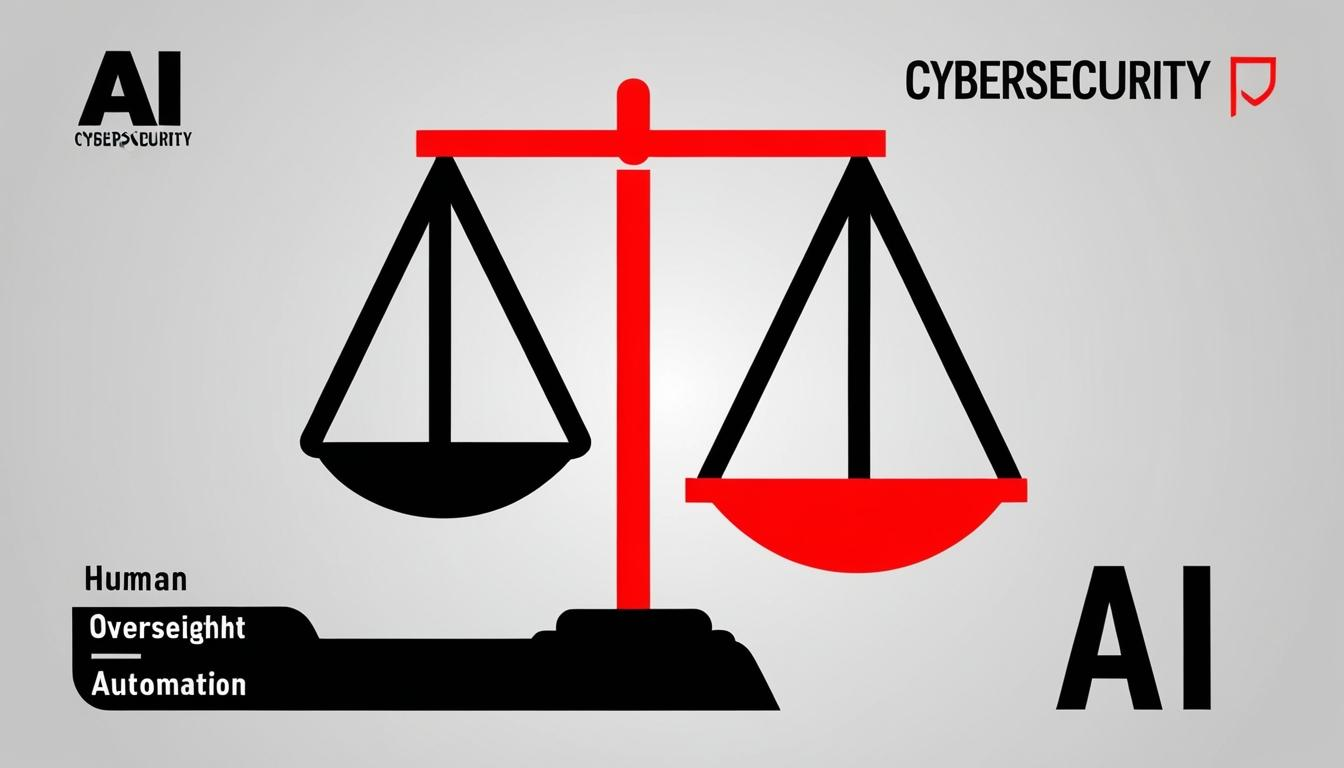 AI
CYBERSECURITY
Human
Overseighht
Automation
AI